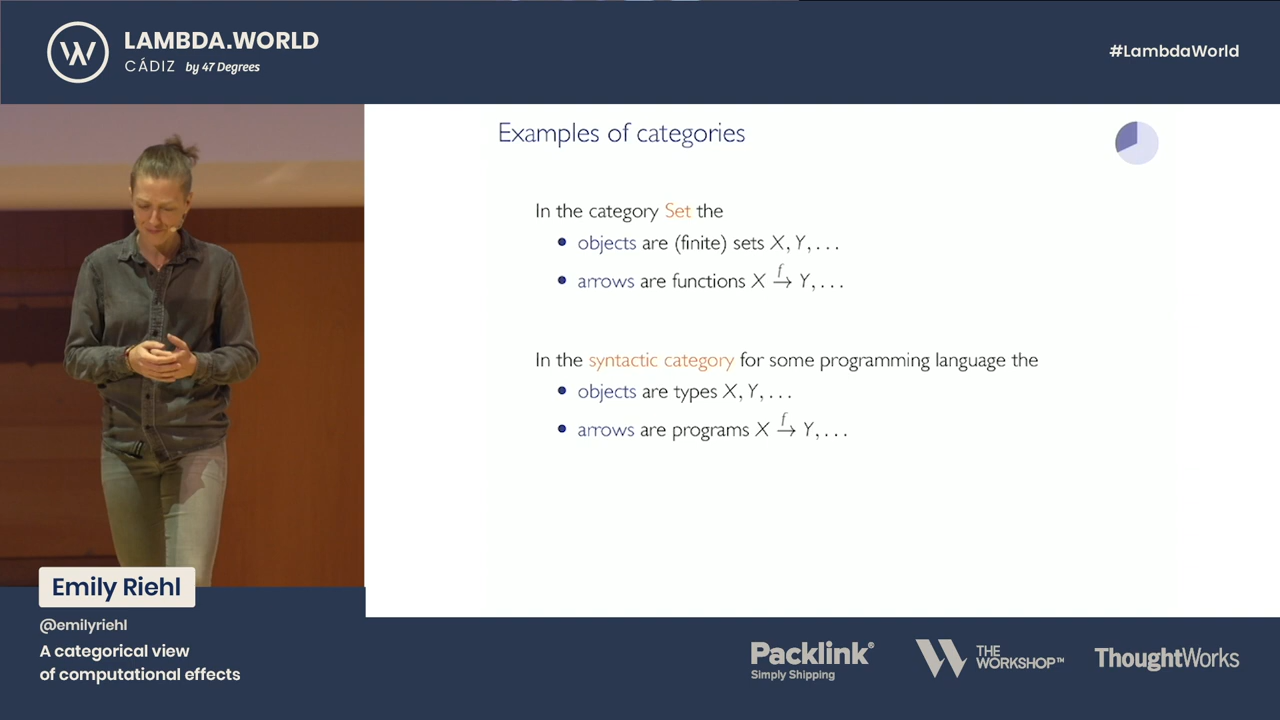 LAMBDA.WORLD
CÁDIZ by 47 Degrees
#LambdaWorld
Examples of categories
In the category Set the
• objects are (finite) sets X, Y, . . .
• arrows are functions X \xrightarrow{f} Y, . . .
In the syntactic category for some programming language the
• objects are types X, Y, . . .
• arrows are programs X \xrightarrow{f} Y, . . .
Emily Riehl
@emilyriehl
A categorical view
of computational effects
Packlink®
Simply Shipping
THE
WORKSHOP™
ThoughtWorks